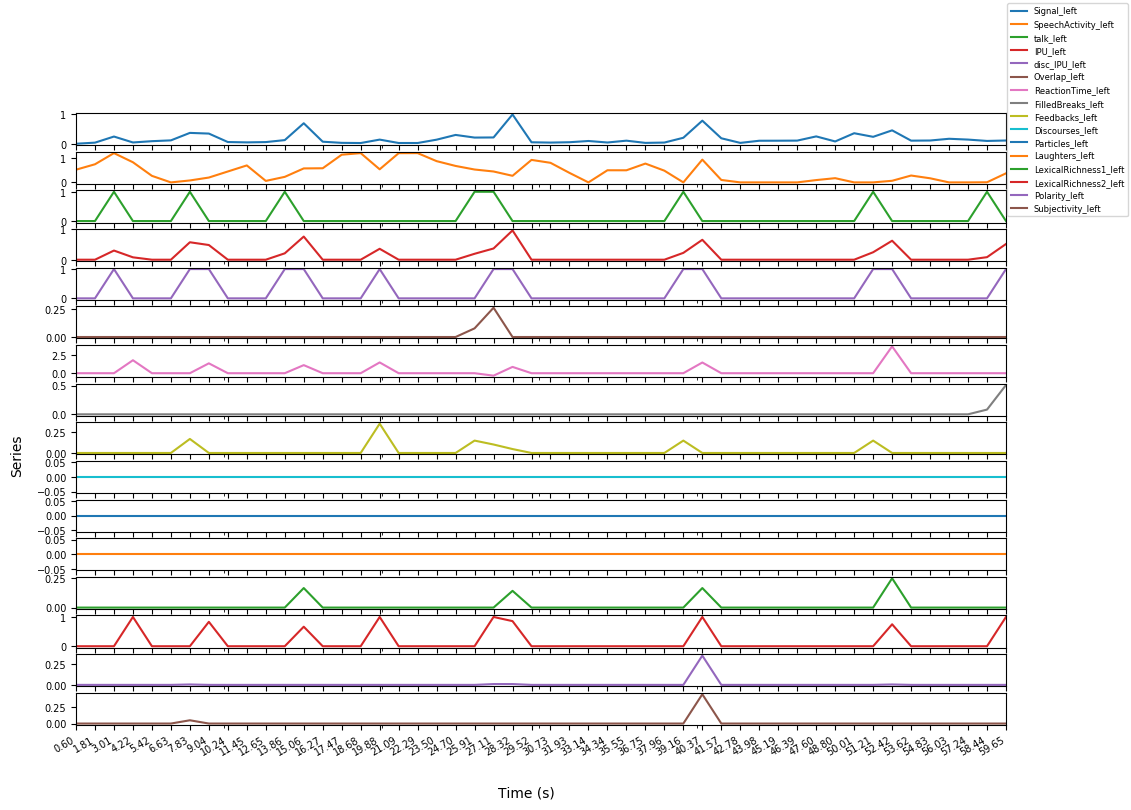 Signal_left
SpeechActivity_left
talk_left
IPU_left
disc_IPU_left
Overlap_left
ReactionTime_left
FilledBreaks_left
Feedbacks_left
Discourses_left
Particles_left
Laughters_left
LexicalRichness1_left
LexicalRichness2_left
Polarity_left
Subjectivity_left
1
0
1
0
1
0
1
0
1
0
0.25
0.00
2.5
0.0
0.5
0.0
0.25
0.00
0.05
0.00
−0.05
0.05
0.00
−0.05
0.05
0.00
−0.05
0.25
0.00
1
0
0.25
0.00
0.25
0.00
Series
0.60 1.81 3.01 4.22 5.42 6.63 7.83 9.04 10.24 11.45 12.65 13.86 15.06 16.27 17.47 18.68 19.88 21.09 22.29 23.50 24.70 25.91 27.11 28.32 29.52 30.73 31.93 33.14 34.34 35.55 36.75 37.96 39.16 40.37 41.57 42.78 43.98 45.19 46.39 47.60 48.80 50.01 51.21 52.42 53.62 54.83 56.03 57.24 58.44 59.65
Time (s)